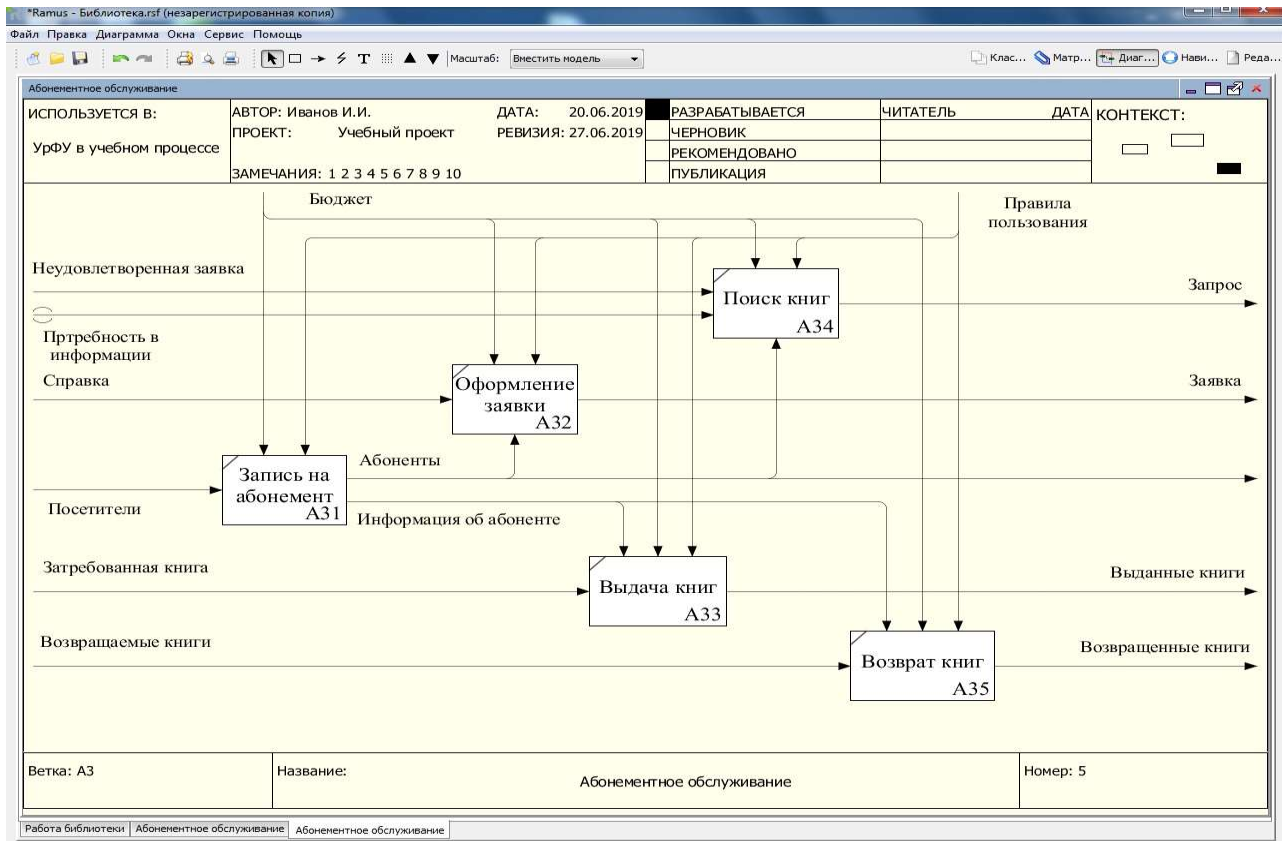 *Ramus - Библиотека.rsf (незарегистрированная копия)
Файл Правка Диаграмма Окна Сервис Помощь
Масштаб: Вместить модель Клас... Матр... Диаг... Нави... Реда...
Абонементное обслуживание
ИСПОЛЬЗУЕТСЯ В:
УрФУ в учебном процессе
АВТОР: Иванов И.И. ДАТА: 20.06.2019
ПРОЕКТ: Учебный проект РЕВИЗИЯ: 27.06.2019
ЗАМЕЧАНИЯ: 1 2 3 4 5 6 7 8 9 10
РАЗРАБАТЫВАЕТСЯ
ЧЕРНОВИК
РЕКОМЕНДОВАНО
ПУБЛИКАЦИЯ
ЧИТАТЕЛЬ ДАТА
КОНТЕКСТ:
Бюджет
Правила
пользования
Неудовлетворенная заявка
Поиск книг
A34
Запрос
Пртребность в
информации
Справка
Оформление
заявки
A32
Заявка
Абоненты
Запись на
абонемент
A31
Посетители
Информация об абоненте
Затребованная книга
Выдача книг
A33
Выданные книги
Возвращаемые книги
Возврат книг
A35
Возвращенные книги
Ветка: A3
Название:
Абонементное обслуживание
Номер: 5
Работа библиотеки Абонементное обслуживание Абонементное обслуживание